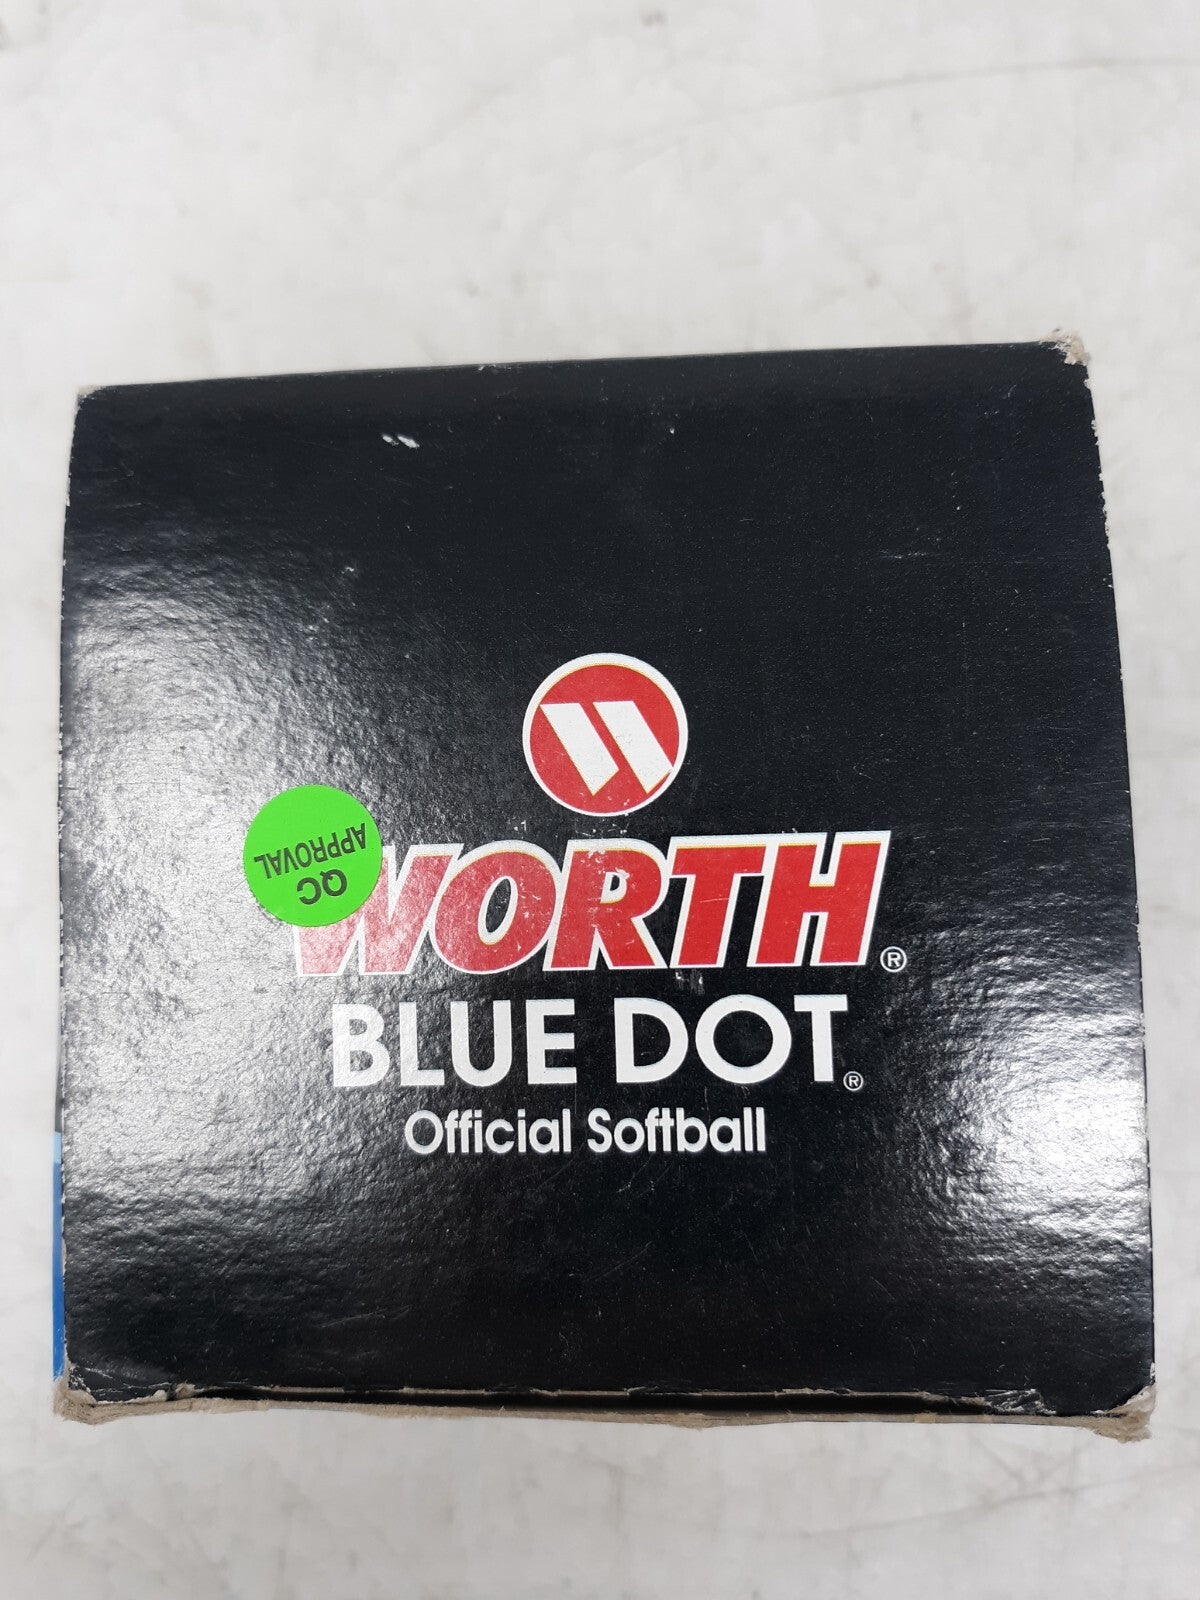 QC
APPROVAL
WORTH®
BLUE DOT®
Official Softball